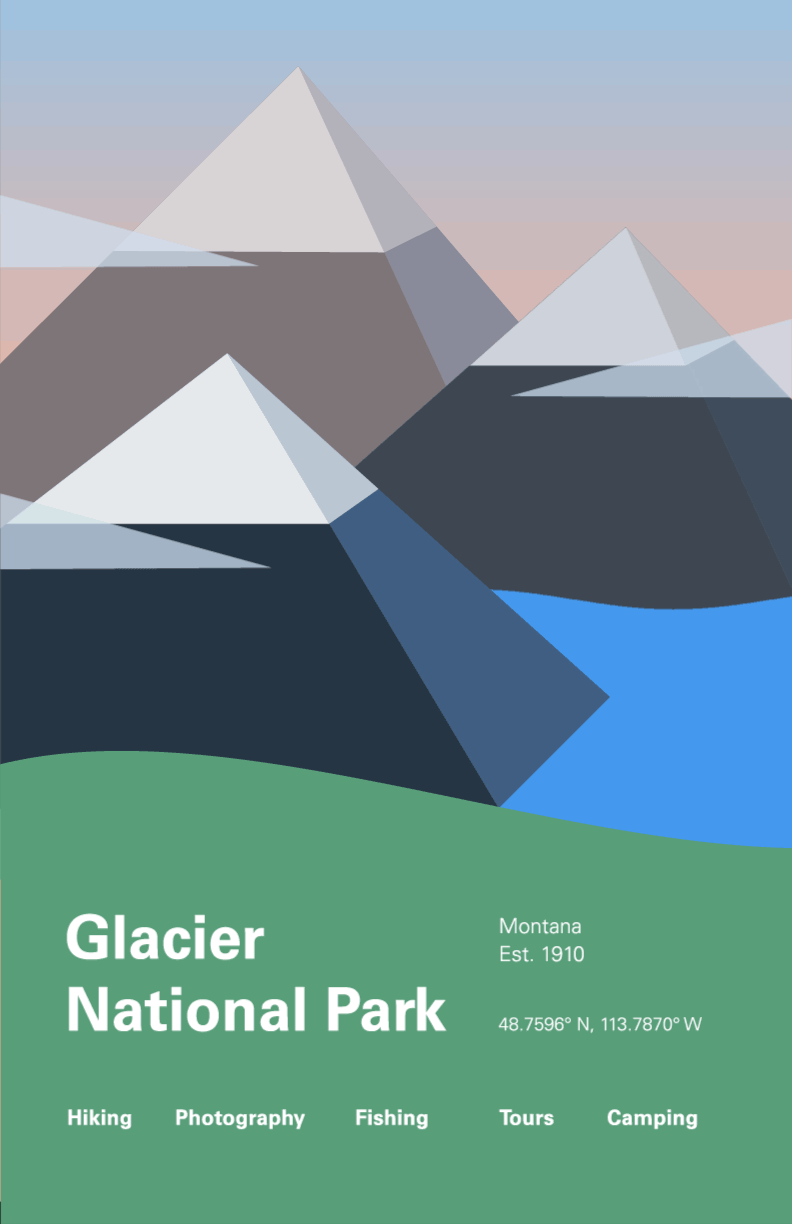 Glacier
National Park
Montana
Est. 1910
48.7596° N, 113.7870° W
Hiking Photography Fishing Tours Camping